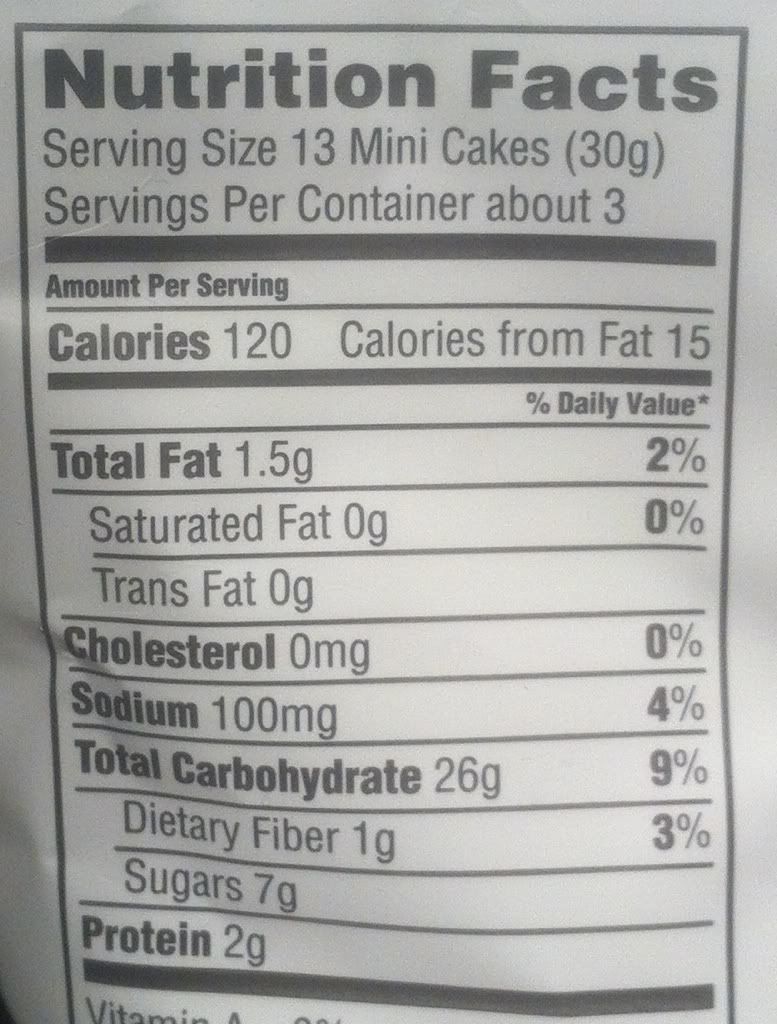 Nutrition Facts
Serving Size 13 Mini Cakes (30g)
Servings Per Container about 3
Amount Per Serving
Calories 120 Calories from Fat 15
% Daily Value*
Total Fat 1.5g 2%
Saturated Fat 0g 0%
Trans Fat 0g
Cholesterol 0mg 0%
Sodium 100mg 4%
Total Carbohydrate 26g 9%
Dietary Fiber 1g 3%
Sugars 7g
Protein 2g
Vitamin A